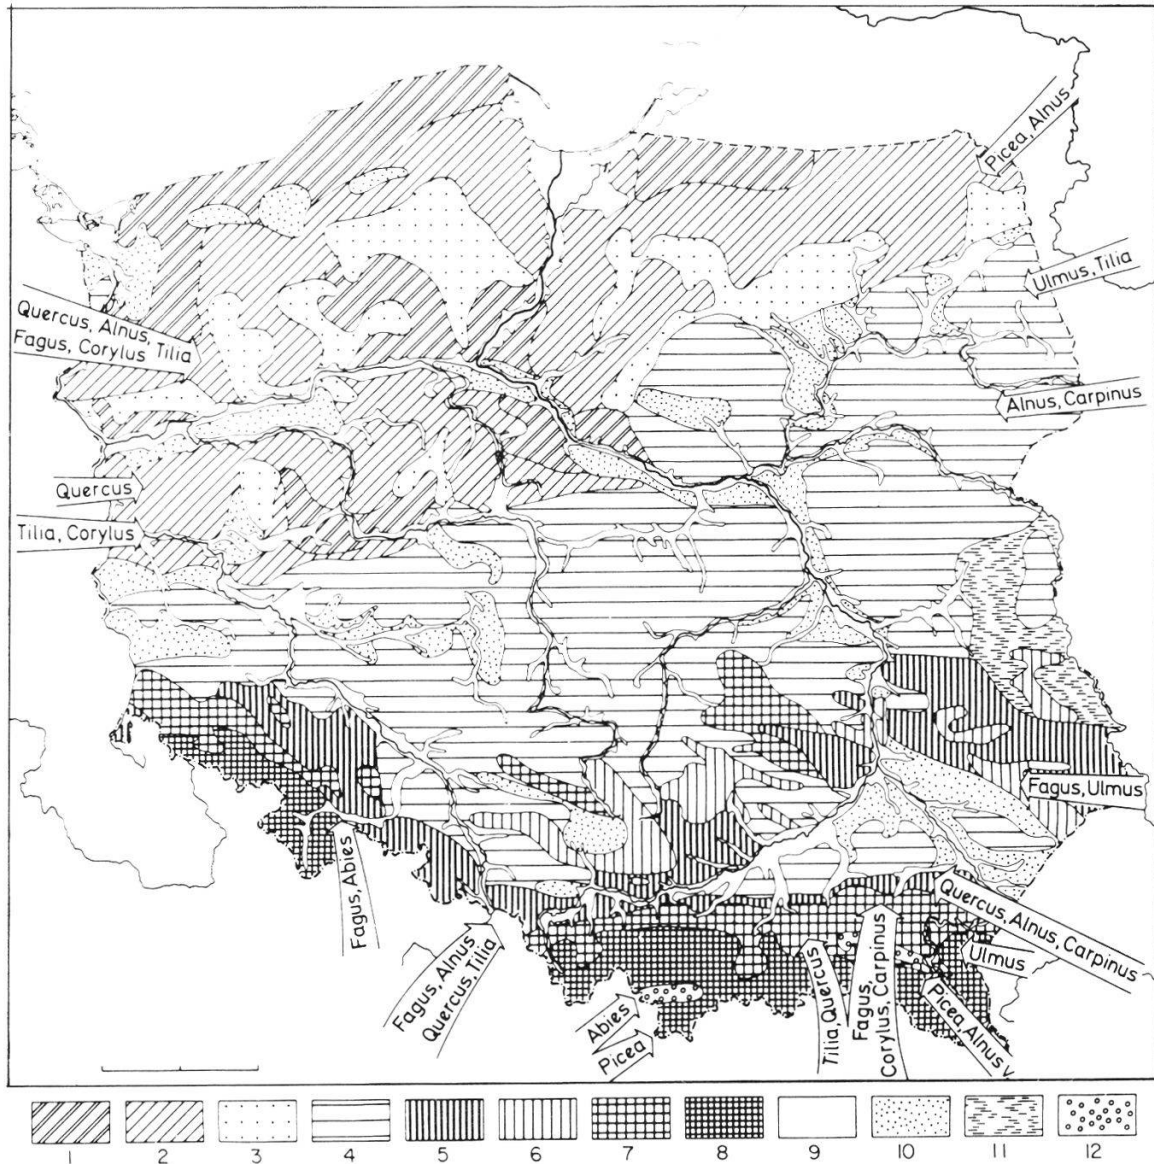 Picea, Alnus
Ulmus, Tilia
Quercus, Alnus, Tilia
Fagus, Corylus
Alnus, Carpinus
Quercus
Tilia, Corylus
Fagus, Ulmus
Fagus, Abies
Quercus, Alnus, Carpinus
Ulmus
Fagus, Alnus
Quercus, Tilia
Abies
Picea
Tilia, Quercus
Fagus,
Corylus, Carpinus
Picea, Alnus v
1 2 3 4 5 6 7 8 9 10 11 12